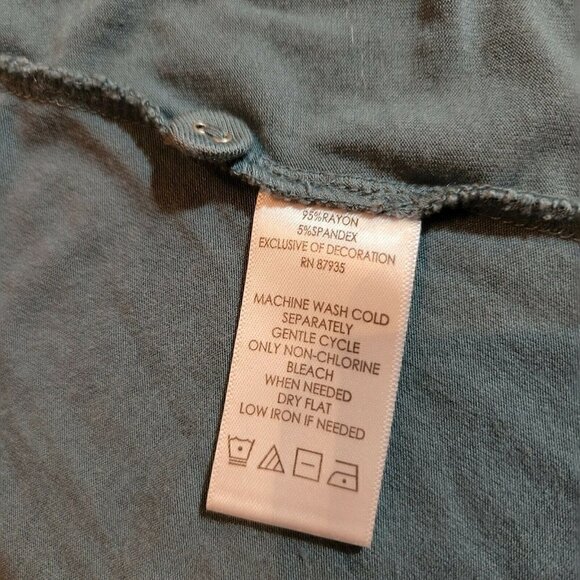 95%RAYON
5%SPANDEX
EXCLUSIVE OF DECORATION
RN 87935
MACHINE WASH COLD
SEPARATELY
GENTLE CYCLE
ONLY NON-CHLORINE
BLEACH
WHEN NEEDED
DRY FLAT
LOW IRON IF NEEDED